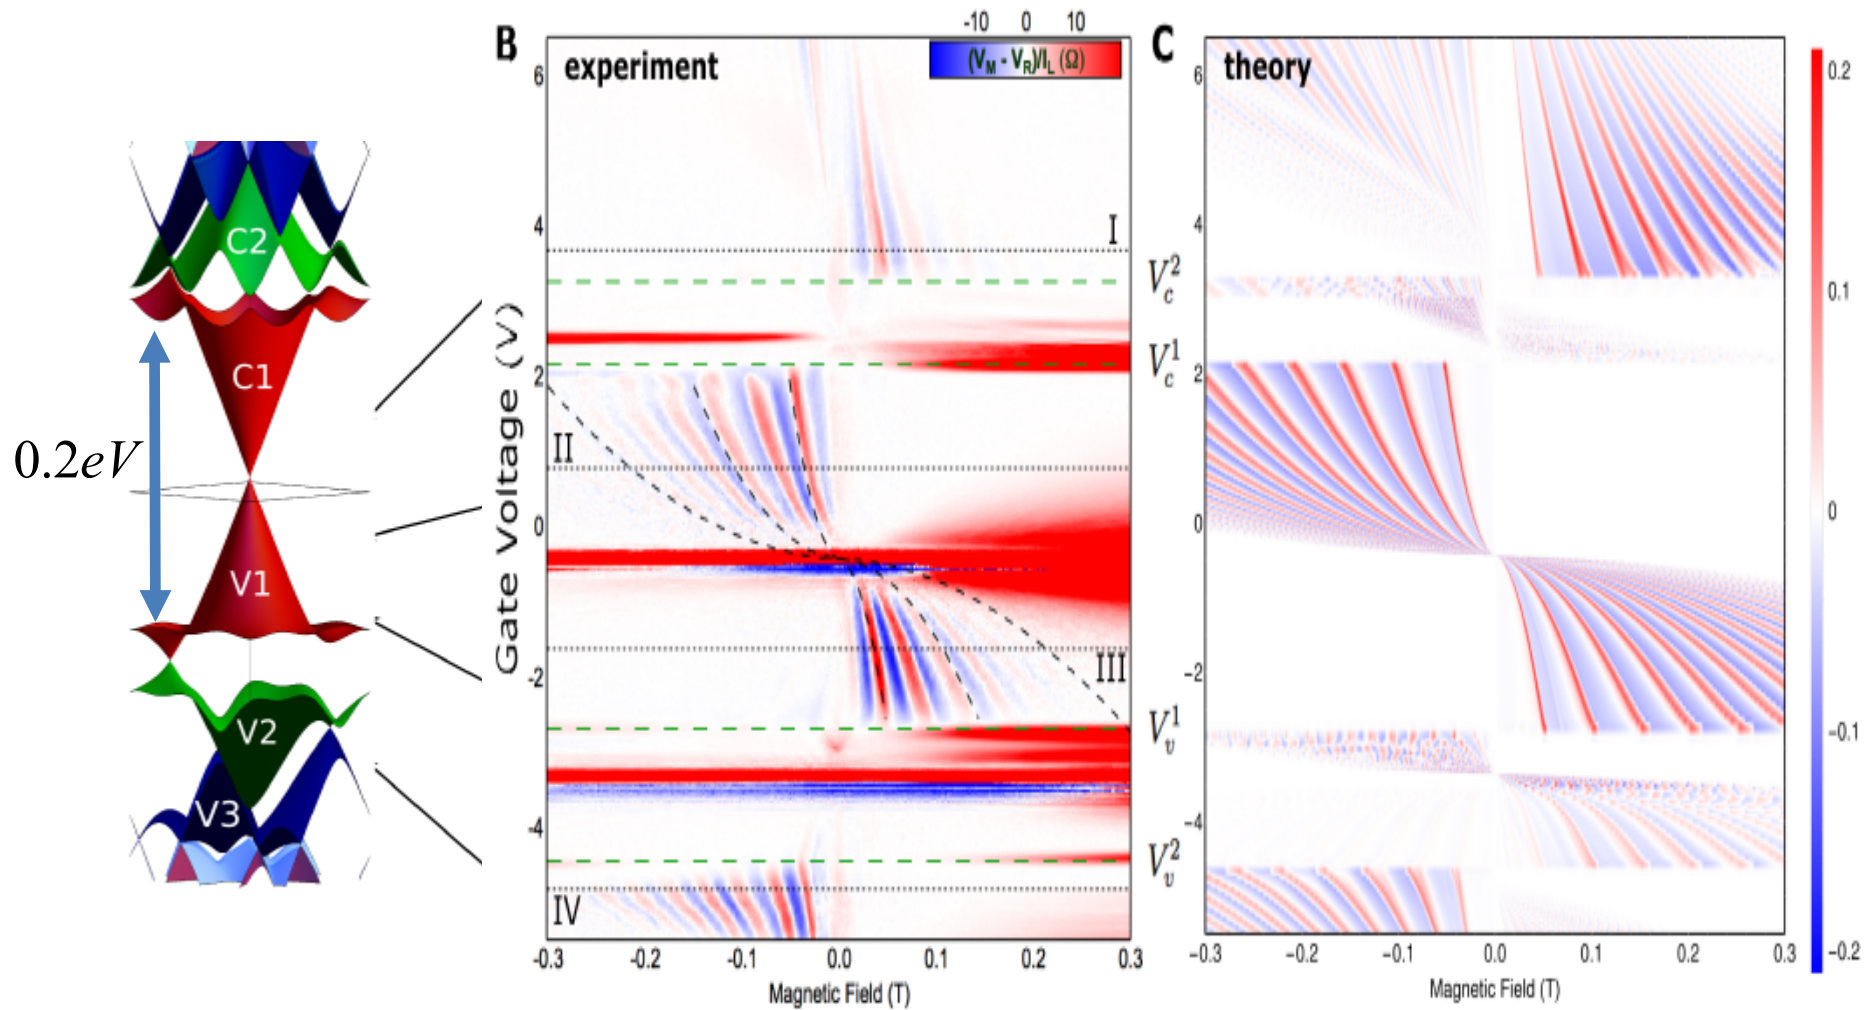 C2
C1
0.2eV
V1
V2
V3
B
experiment
-10 0 10
(V_M - V_R)/I_L (Ω)
Gate Voltage (V)
6
4
2
0
-2
-4
I
II
III
IV
-0.3 -0.2 -0.1 0.0 0.1 0.2 0.3
Magnetic Field (T)
V_c^2
V_c^1
V_v^1
V_v^2
C
theory
6
4
2
0
−2
−4
−0.3 −0.2 −0.1 0.0 0.1 0.2 0.3
Magnetic Field (T)
0.2
0.1
0
−0.1
−0.2